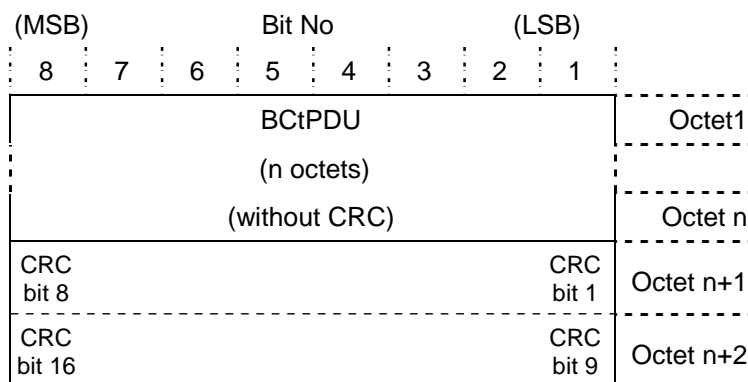 (MSB) Bit No (LSB)
8 7 6 5 4 3 2 1
BCtPDU Octet1
(n octets)
(without CRC) Octet n
CRC CRC
bit 8 bit 1 Octet n+1
CRC CRC
bit 16 bit 9 Octet n+2